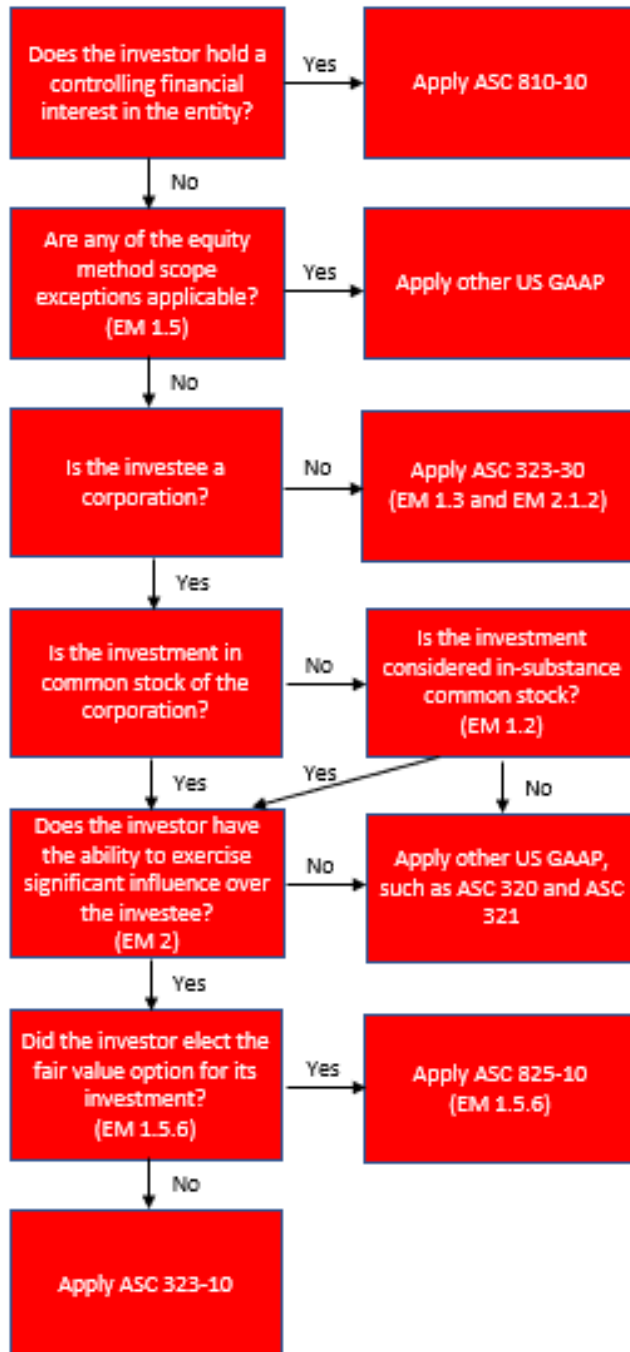 Does the investor hold a
controlling financial
interest in the entity?
Yes
Apply ASC 810-10
No
Are any of the equity
method scope
exceptions applicable?
(EM 1.5)
Yes
Apply other US GAAP
No
Is the investee a
corporation?
No
Apply ASC 323-30
(EM 1.3 and EM 2.1.2)
Yes
Is the investment in
common stock of the
corporation?
No
Is the investment
considered in-substance
common stock?
(EM 1.2)
Yes
Yes
No
Does the investor have
the ability to exercise
significant influence over
the investee?
(EM 2)
No
Apply other US GAAP,
such as ASC 320 and ASC
321
Yes
Did the investor elect the
fair value option for its
investment?
(EM 1.5.6)
Yes
Apply ASC 825-10
(EM 1.5.6)
No
Apply ASC 323-10